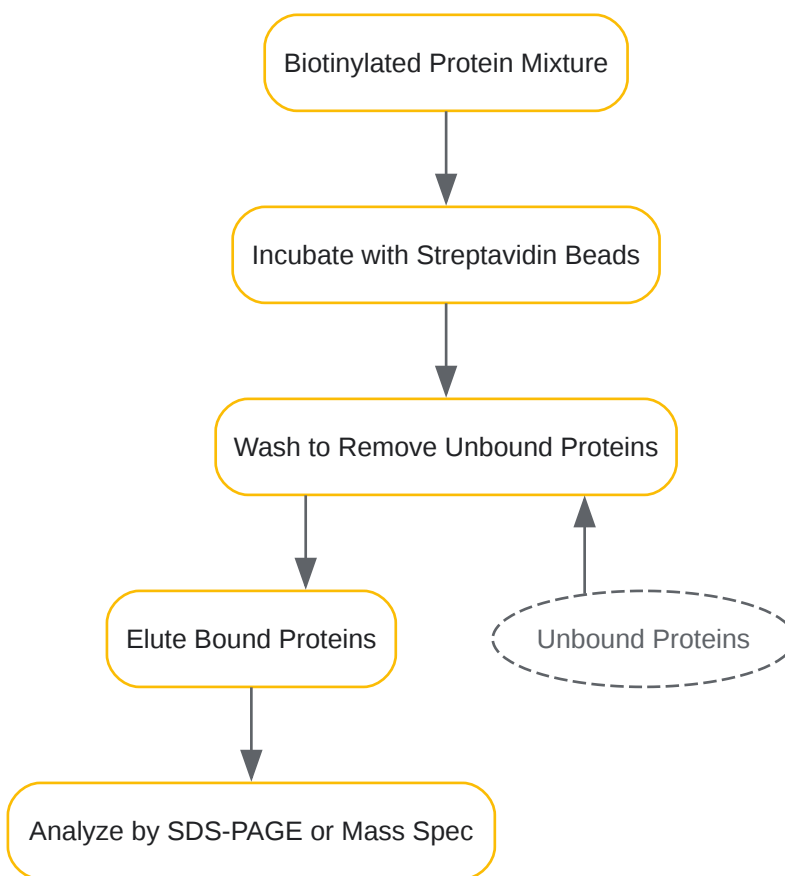 Biotinylated Protein Mixture
Incubate with Streptavidin Beads
Wash to Remove Unbound Proteins
Elute Bound Proteins
Unbound Proteins
Analyze by SDS-PAGE or Mass Spec